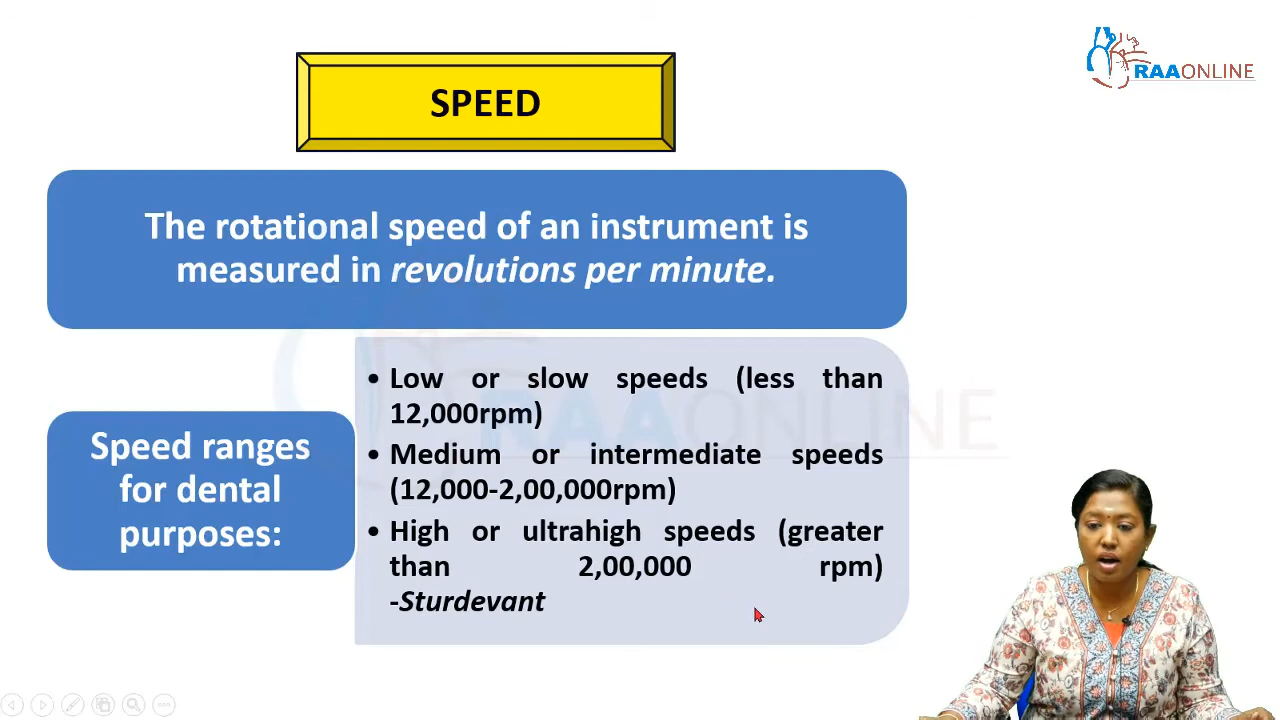 RAAONLINE
SPEED
The rotational speed of an instrument is
measured in revolutions per minute.
Speed ranges
for dental
purposes:
• Low or slow speeds (less than
12,000rpm)
• Medium or intermediate speeds
(12,000-2,00,000rpm)
• High or ultrahigh speeds (greater
than 2,00,000 rpm)
-Sturdevant
RAAONLINE